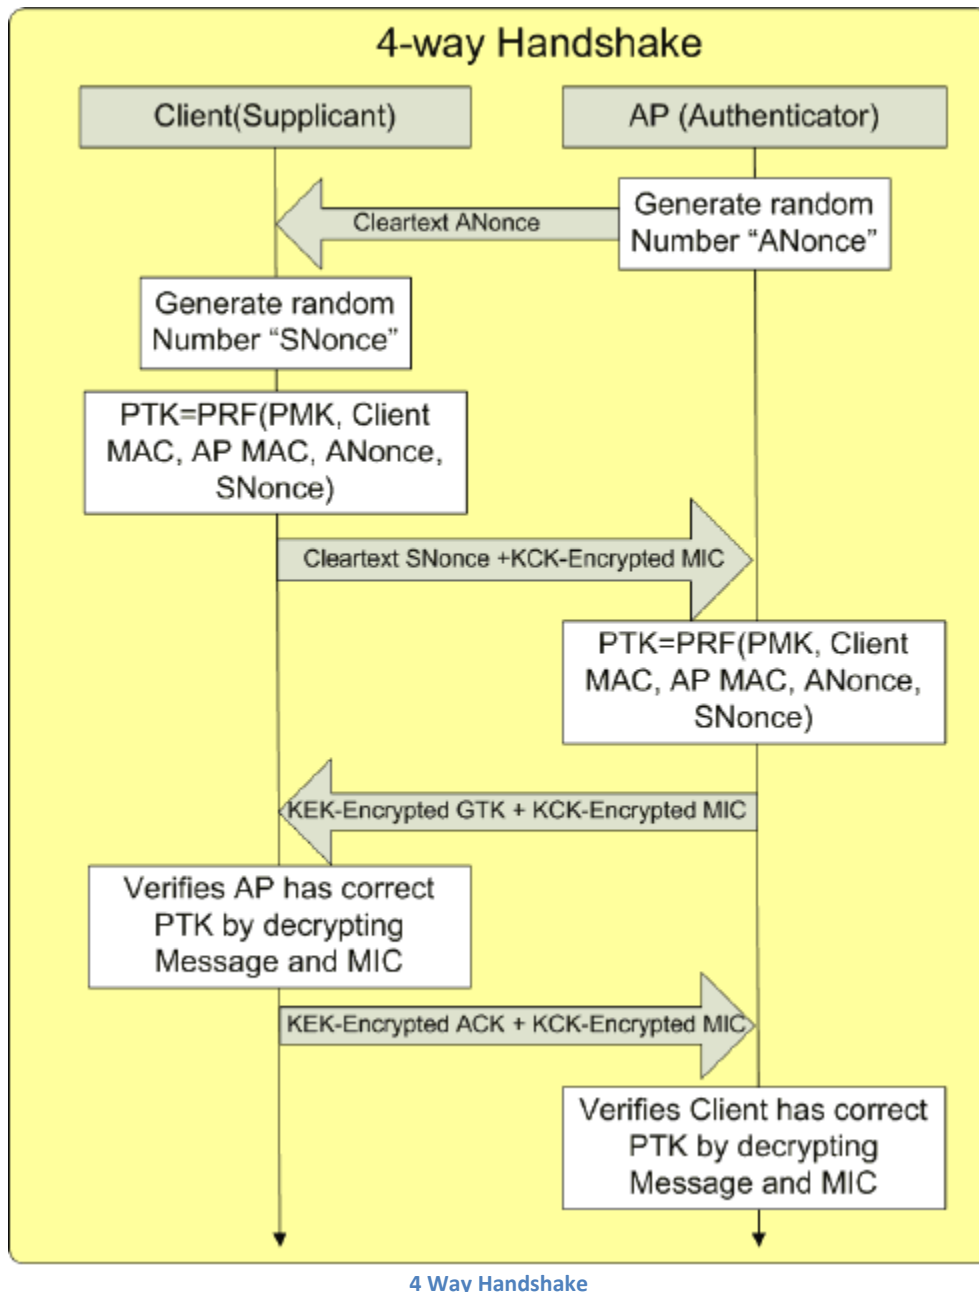 4-way Handshake
Client(Supplicant)
AP (Authenticator)
Generate random
Number “ANonce”
Cleartext ANonce
Generate random
Number “SNonce”
PTK=PRF(PMK, Client
MAC, AP MAC, ANonce,
SNonce)
Cleartext SNonce +KCK-Encrypted MIC
PTK=PRF(PMK, Client
MAC, AP MAC, ANonce,
SNonce)
KEK-Encrypted GTK + KCK-Encrypted MIC
Verifies AP has correct
PTK by decrypting
Message and MIC
KEK-Encrypted ACK + KCK-Encrypted MIC
Verifies Client has correct
PTK by decrypting
Message and MIC
4 Way Handshake